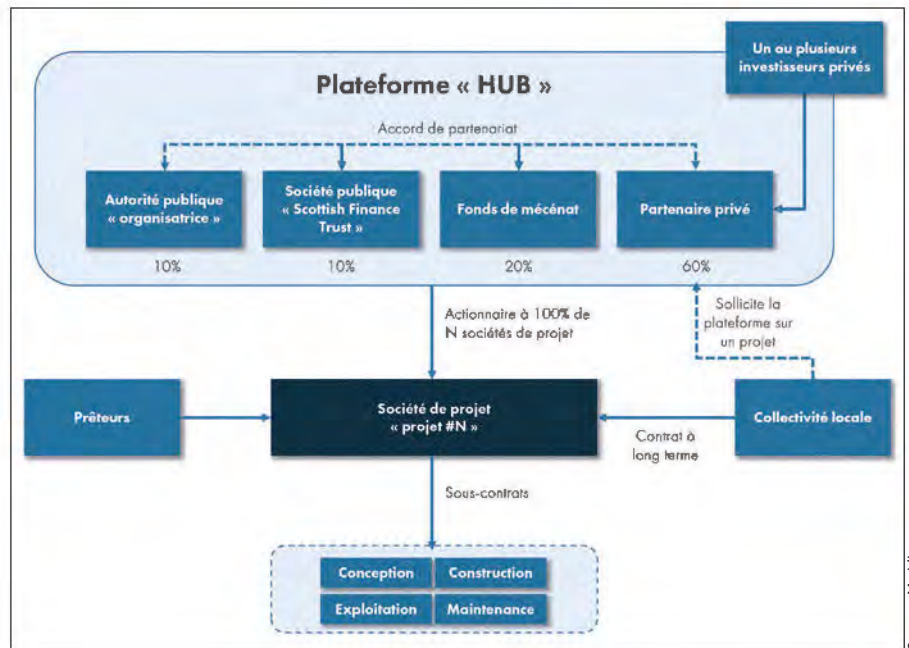 Un ou plusieurs
investisseurs privés
Plateforme « HUB »
Accord de partenariat
Autorité publique
« organisatrice »
Société publique
« Scottish Finance
Trust »
Fonds de mécénat
Partenaire privé
10%
10%
20%
60%
Actionnaire à 100% de
N sociétés de projet
Sollicite la
plateforme sur
un projet
Prêteurs
Société de projet
« projet #N »
Collectivité locale
Contrat à
long terme
Sous-contrats
Conception
Construction
Exploitation
Maintenance